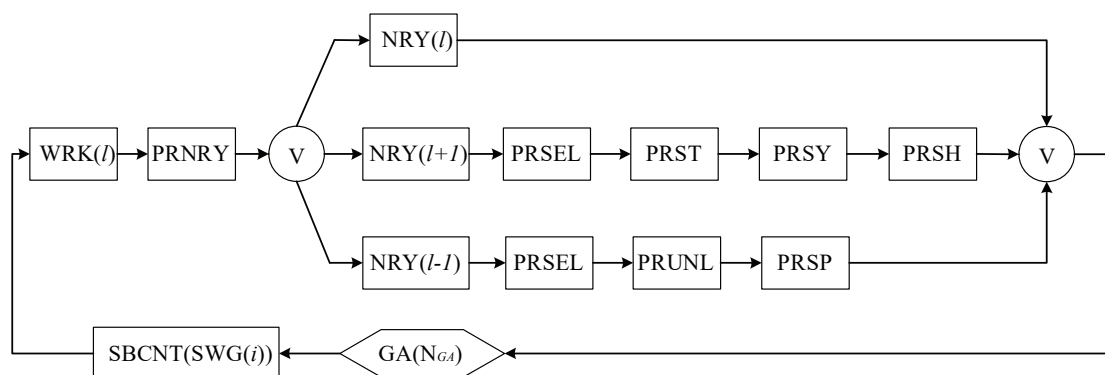 NRY(l)
WRK(l) PRNRY V NRY(l+1) PRSEL PRST PRSY PRSH V
NRY(l-1) PRSEL PRUNL PRSP
SBCNT(SWG(i)) GA(NGA)